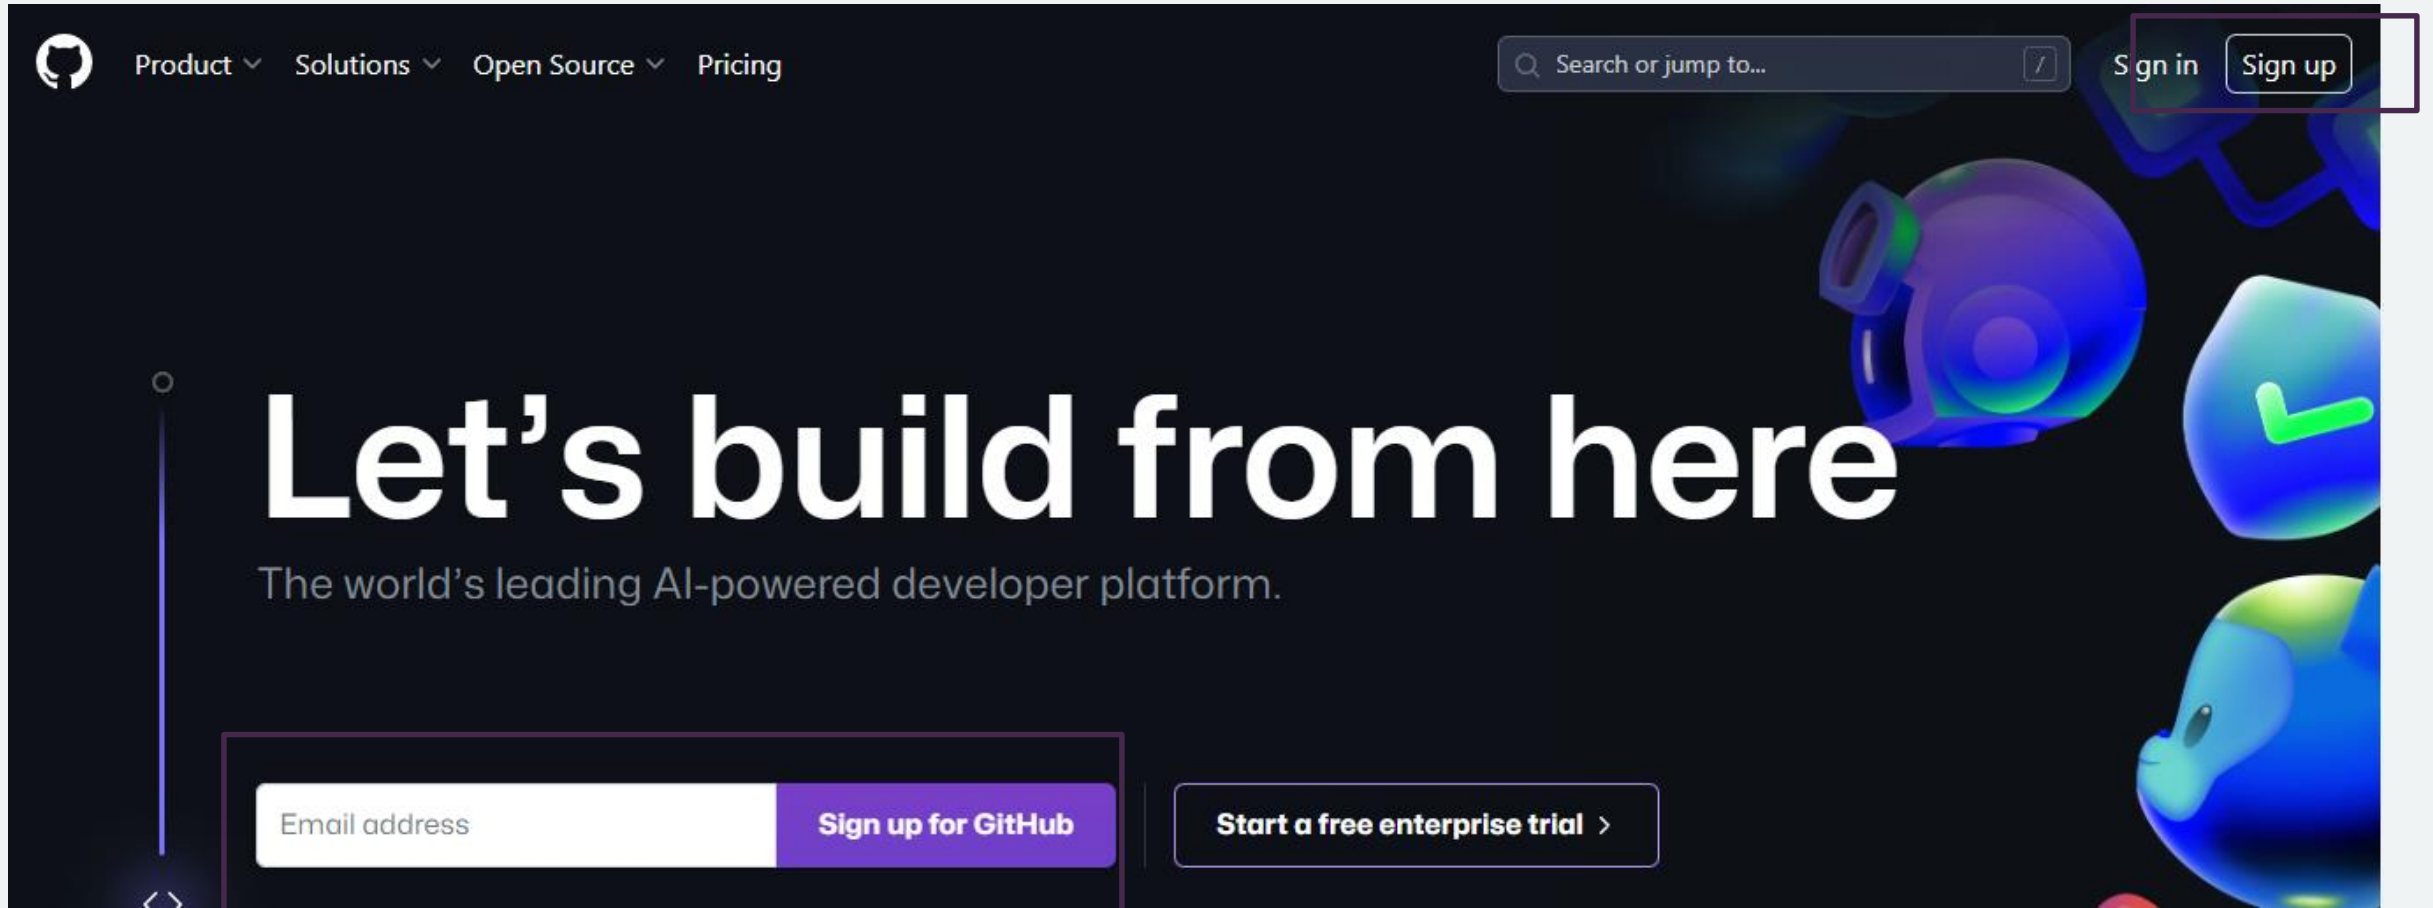 Product Solutions Open Source Pricing Search or jump to... / Sign in Sign up
Let's build from here
The world's leading AI-powered developer platform.
Email address Sign up for GitHub Start a free enterprise trial